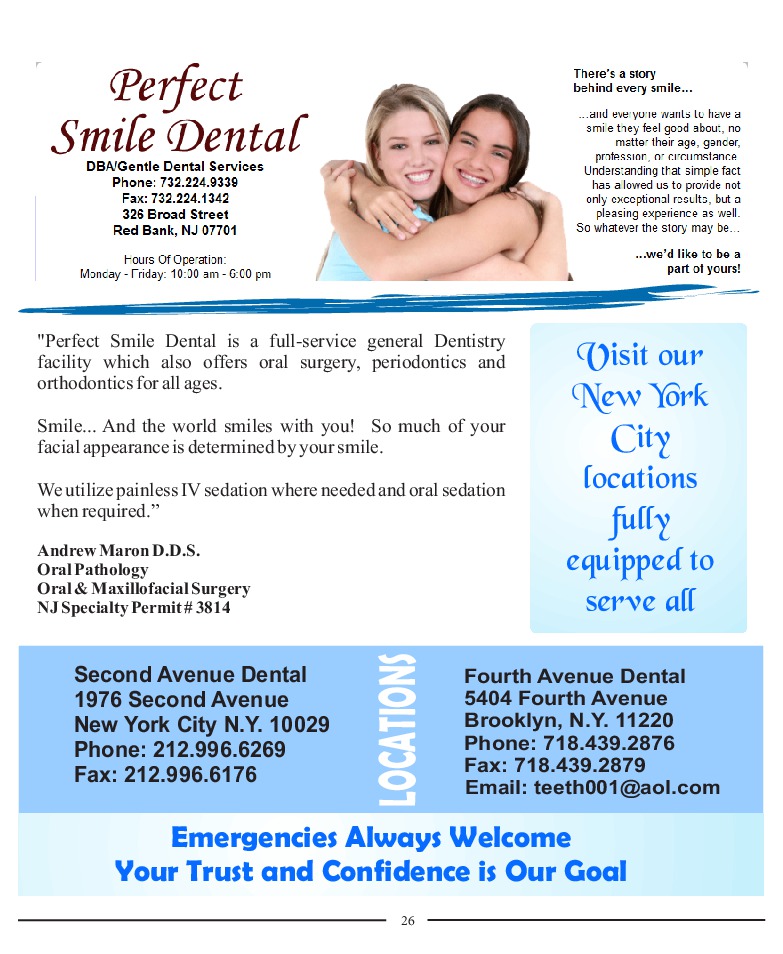 Perfect
Smile Dental
DBA/Gentle Dental Services
Phone: 732.224.9339
Fax: 732.224.1342
326 Broad Street
Red Bank, NJ 07701
Hours Of Operation:
Monday - Friday: 10:00 am - 6:00 pm
There's a story
behind every smile...
...and everyone wants to have a
smile they feel good about, no
matter their age, gender,
profession, or circumstance.
Understanding that simple fact
has allowed us to provide not
only exceptional results, but a
pleasing experience as well.
So whatever the story may be...
...we'd like to be a
part of yours!
"Perfect Smile Dental is a full-service general Dentistry
facility which also offers oral surgery, periodontics and
orthodontics for all ages.
Smile... And the world smiles with you! So much of your
facial appearance is determined by your smile.
We utilize painless IV sedation where needed and oral sedation
when required.”
Andrew Maron D.D.S.
Oral Pathology
Oral & Maxillofacial Surgery
NJ Specialty Permit # 3814
Visit our
New York
City
locations
fully
equipped to
serve all
Second Avenue Dental
1976 Second Avenue
New York City N.Y. 10029
Phone: 212.996.6269
Fax: 212.996.6176
LOCATIONS
Fourth Avenue Dental
5404 Fourth Avenue
Brooklyn, N.Y. 11220
Phone: 718.439.2876
Fax: 718.439.2879
Email: teeth001@aol.com
Emergencies Always Welcome
Your Trust and Confidence is Our Goal
26